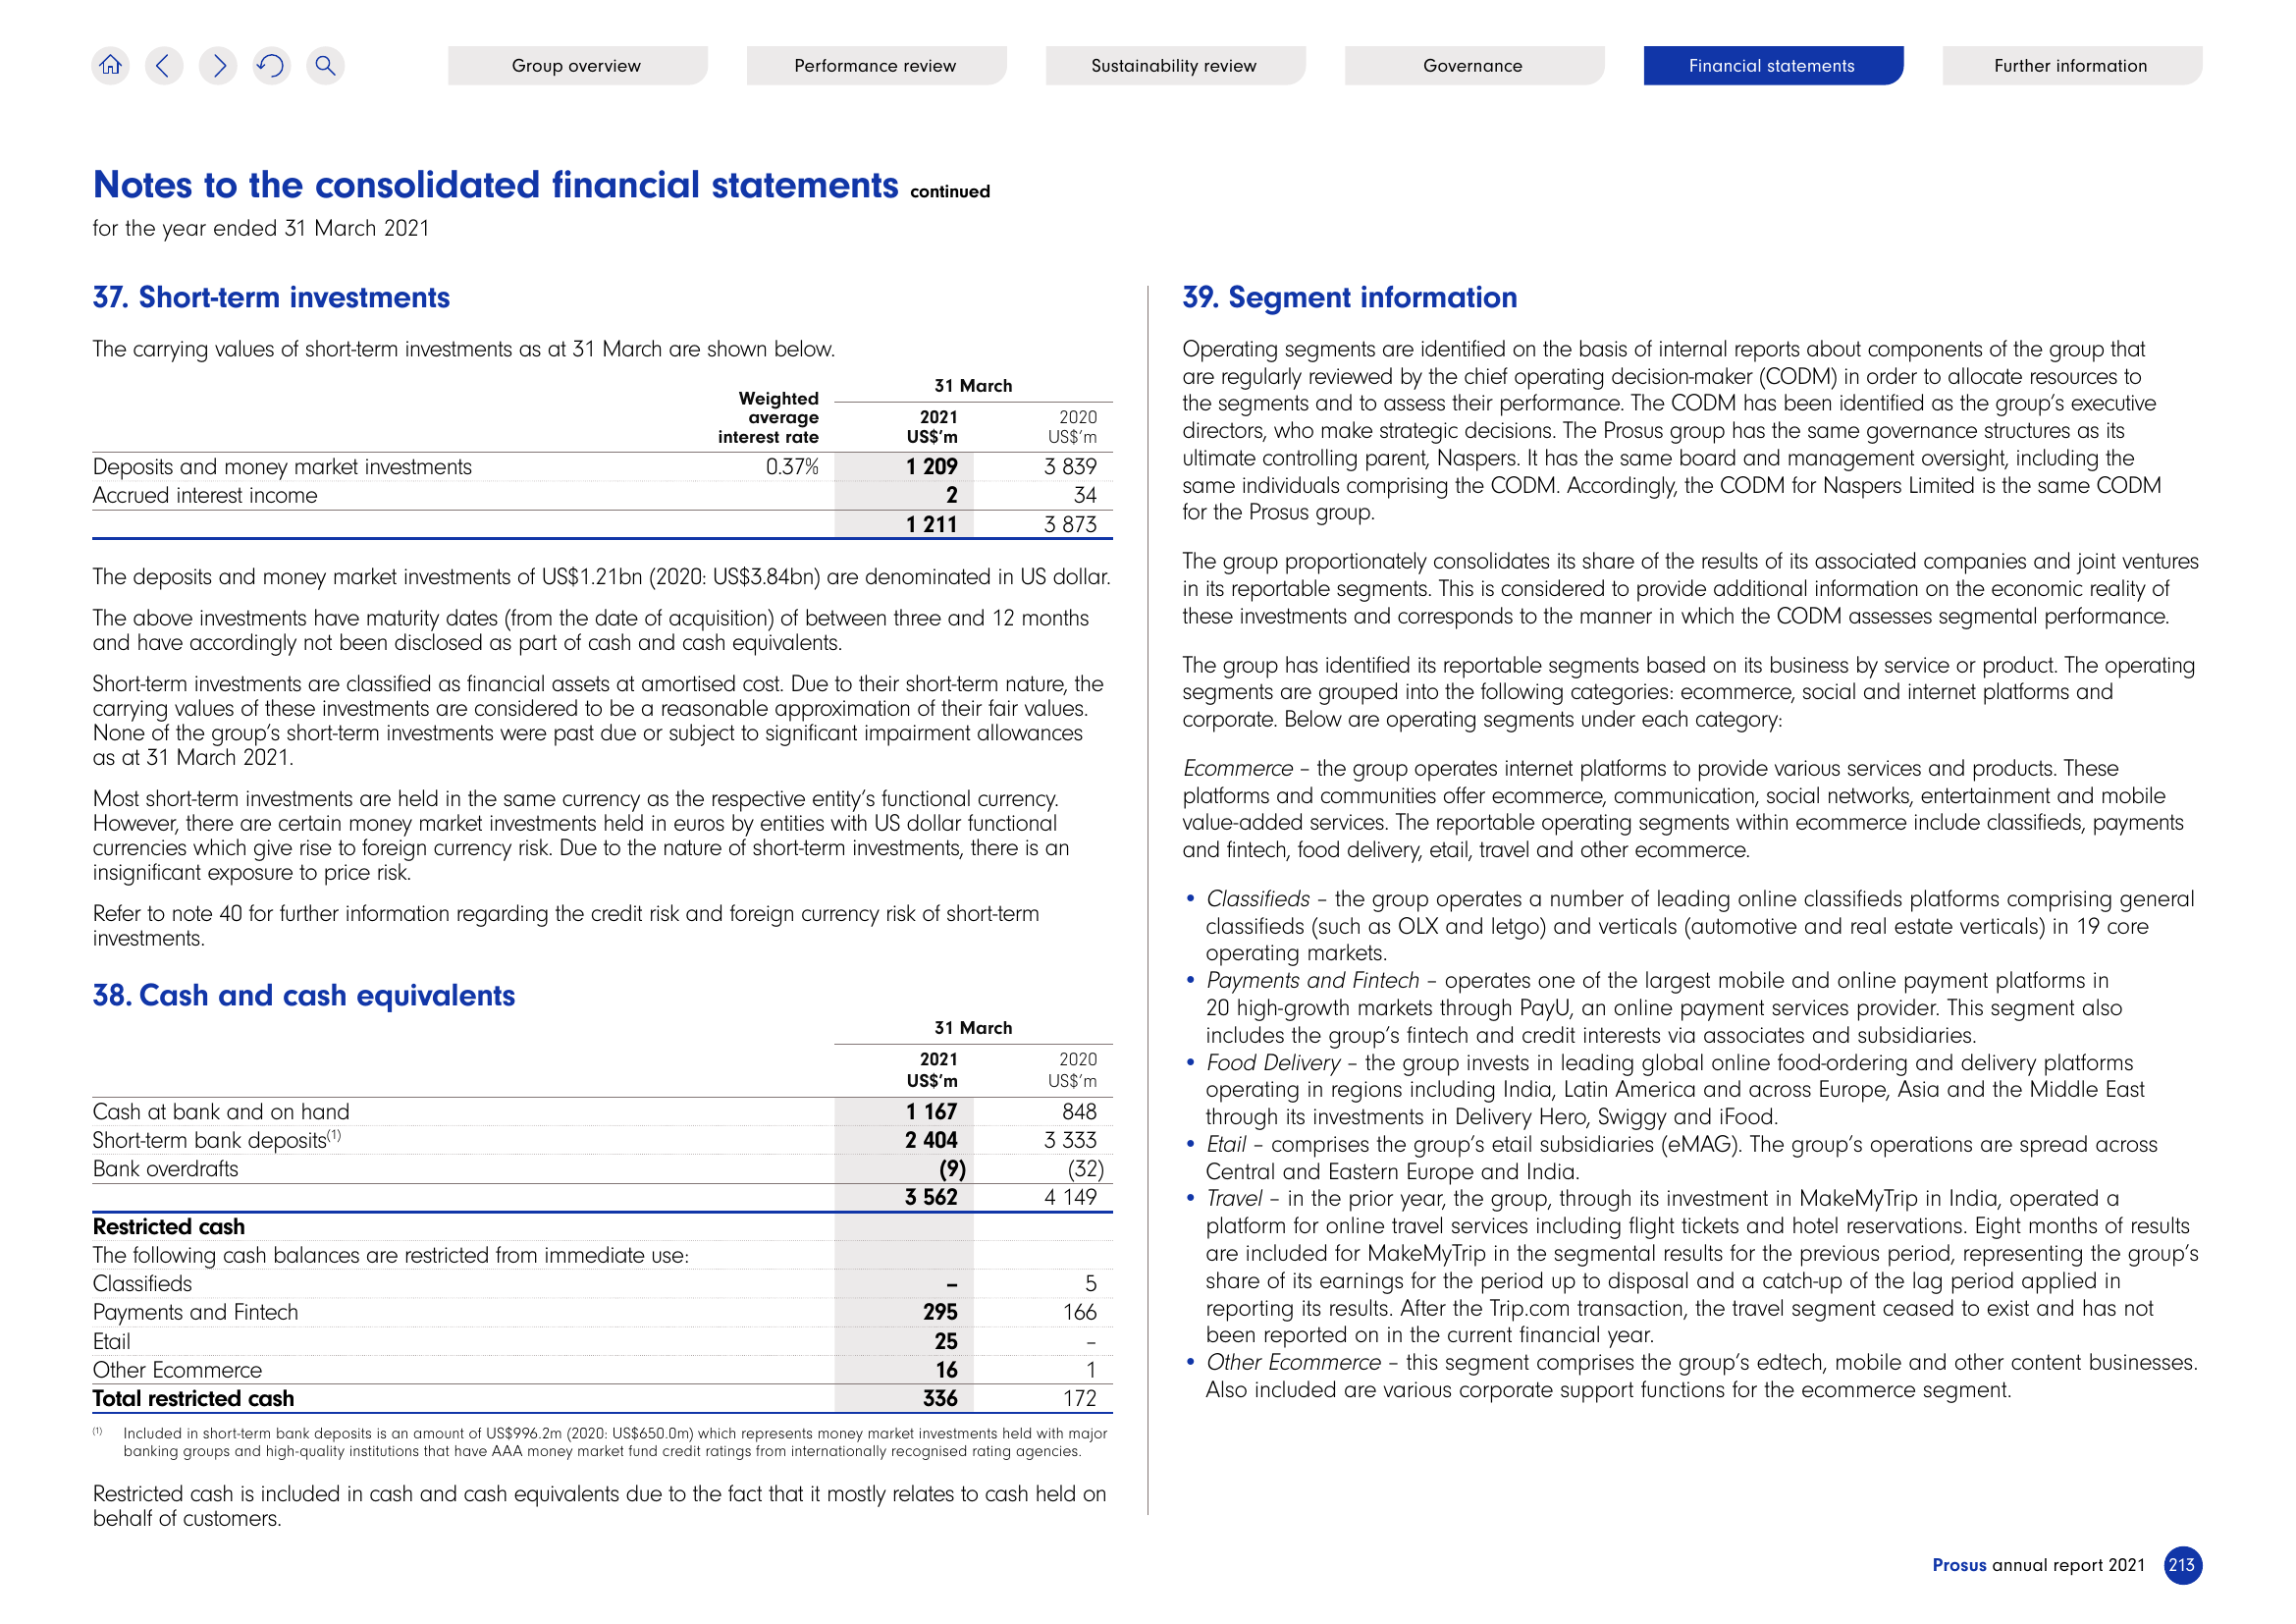 Group overview
Performance review
Sustainability review
Governance
Financial statements
Further information
Notes to the consolidated financial statements continued
for the year ended 31 March 2021
37. Short-term investments
The carrying values of short-term investments as at 31 March are shown below.
31 March
Weighted
average
interest rate
2021
US$'m
2020
US$'m
Deposits and money market investments 0.37% 1 209 3 839
Accrued interest income 2 34
1 211 3 873
The deposits and money market investments of US$1.21bn (2020: US$3.84bn) are denominated in US dollar.
The above investments have maturity dates (from the date of acquisition) of between three and 12 months
and have accordingly not been disclosed as part of cash and cash equivalents.
Short-term investments are classified as financial assets at amortised cost. Due to their short-term nature, the
carrying values of these investments are considered to be a reasonable approximation of their fair values.
None of the group's short-term investments were past due or subject to significant impairment allowances
as at 31 March 2021.
Most short-term investments are held in the same currency as the respective entity's functional currency.
However, there are certain money market investments held in euros by entities with US dollar functional
currencies which give rise to foreign currency risk. Due to the nature of short-term investments, there is an
insignificant exposure to price risk.
Refer to note 40 for further information regarding the credit risk and foreign currency risk of short-term
investments.
38. Cash and cash equivalents
31 March
2021 2020
US$'m US$'m
Cash at bank and on hand 1 167 848
Short-term bank deposits(1) 2 404 3 333
Bank overdrafts (9) (32)
3 562 4 149
Restricted cash
The following cash balances are restricted from immediate use:
Classifieds – 5
Payments and Fintech 295 166
Etail 25 –
Other Ecommerce 16 1
Total restricted cash 336 172
(1) Included in short-term bank deposits is an amount of US$996.2m (2020: US$650.0m) which represents money market investments held with major
banking groups and high-quality institutions that have AAA money market fund credit ratings from internationally recognised rating agencies.
Restricted cash is included in cash and cash equivalents due to the fact that it mostly relates to cash held on
behalf of customers.
39. Segment information
Operating segments are identified on the basis of internal reports about components of the group that
are regularly reviewed by the chief operating decision-maker (CODM) in order to allocate resources to
the segments and to assess their performance. The CODM has been identified as the group's executive
directors, who make strategic decisions. The Prosus group has the same governance structures as its
ultimate controlling parent, Naspers. It has the same board and management oversight, including the
same individuals comprising the CODM. Accordingly, the CODM for Naspers Limited is the same CODM
for the Prosus group.
The group proportionately consolidates its share of the results of its associated companies and joint ventures
in its reportable segments. This is considered to provide additional information on the economic reality of
these investments and corresponds to the manner in which the CODM assesses segmental performance.
The group has identified its reportable segments based on its business by service or product. The operating
segments are grouped into the following categories: ecommerce, social and internet platforms and
corporate. Below are operating segments under each category:
Ecommerce – the group operates internet platforms to provide various services and products. These
platforms and communities offer ecommerce, communication, social networks, entertainment and mobile
value-added services. The reportable operating segments within ecommerce include classifieds, payments
and fintech, food delivery, etail, travel and other ecommerce.
• Classifieds – the group operates a number of leading online classifieds platforms comprising general
classifieds (such as OLX and letgo) and verticals (automotive and real estate verticals) in 19 core
operating markets.
• Payments and Fintech – operates one of the largest mobile and online payment platforms in
20 high-growth markets through PayU, an online payment services provider. This segment also
includes the group's fintech and credit interests via associates and subsidiaries.
• Food Delivery – the group invests in leading global online food-ordering and delivery platforms
operating in regions including India, Latin America and across Europe, Asia and the Middle East
through its investments in Delivery Hero, Swiggy and iFood.
• Etail – comprises the group's etail subsidiaries (eMAG). The group's operations are spread across
Central and Eastern Europe and India.
• Travel – in the prior year, the group, through its investment in MakeMyTrip in India, operated a
platform for online travel services including flight tickets and hotel reservations. Eight months of results
are included for MakeMyTrip in the segmental results for the previous period, representing the group's
share of its earnings for the period up to disposal and a catch-up of the lag period applied in
reporting its results. After the Trip.com transaction, the travel segment ceased to exist and has not
been reported on in the current financial year.
• Other Ecommerce – this segment comprises the group's edtech, mobile and other content businesses.
Also included are various corporate support functions for the ecommerce segment.
Prosus annual report 2021 213